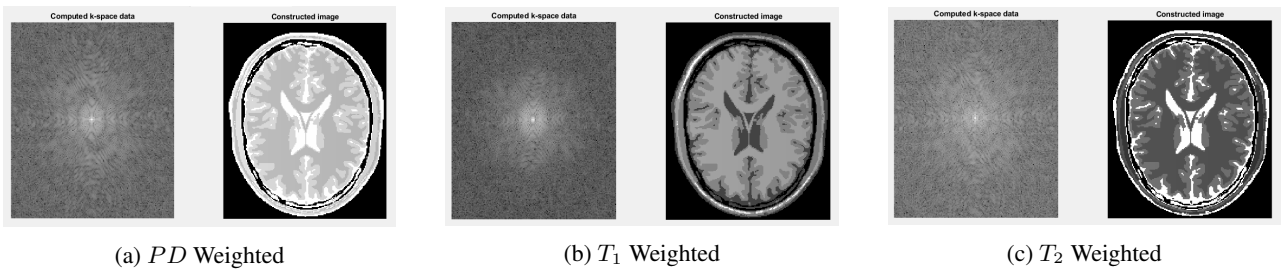 Computed k-space data
Constructed image
Computed k-space data
Constructed image
Computed k-space data
Constructed image
(a) PD Weighted
(b) T₁ Weighted
(c) T₂ Weighted